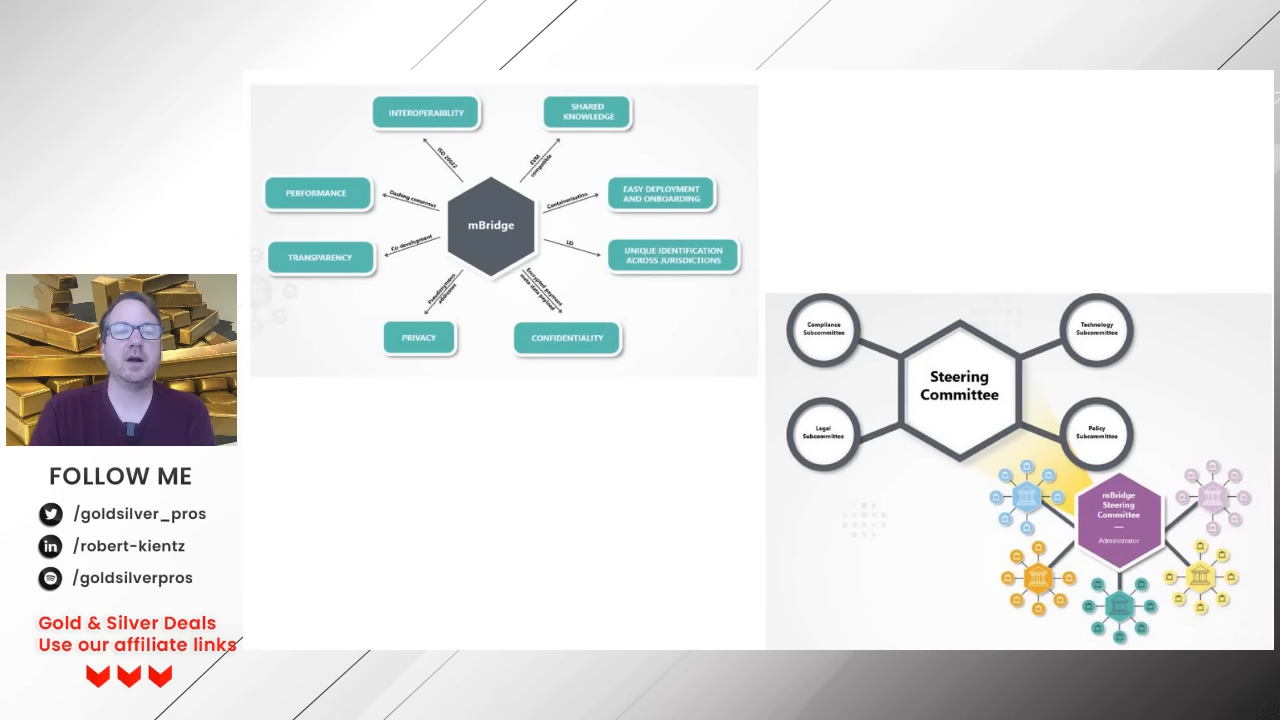 INTEROPERABILITY
SHARED
KNOWLEDGE
ISO 20022
EVM
compatible
PERFORMANCE
Dashing consensus
mBridge
Containerisation
EASY DEPLOYMENT
AND ONBOARDING
TRANSPARENCY
Co-development
LEI
UNIQUE IDENTIFICATION
ACROSS JURISDICTIONS
Pseudonymous
addresses
Encrypted payment
meta-data payload
PRIVACY
CONFIDENTIALITY
Compliance
Subcommittee
Technology
Subcommittee
Steering
Committee
Legal
Subcommittee
Policy
Subcommittee
mBridge
Steering
Committee
—
Administrator
FOLLOW ME
/goldsilver_pros
/robert-kientz
/goldsilverpros
Gold & Silver Deals
Use our affiliate links